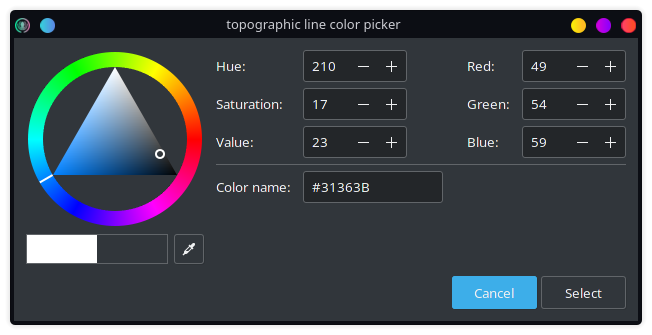 topographic line color picker
Hue: 210 Red: 49
Saturation: 17 Green: 54
Value: 23 Blue: 59
Color name: #31363B
Cancel Select